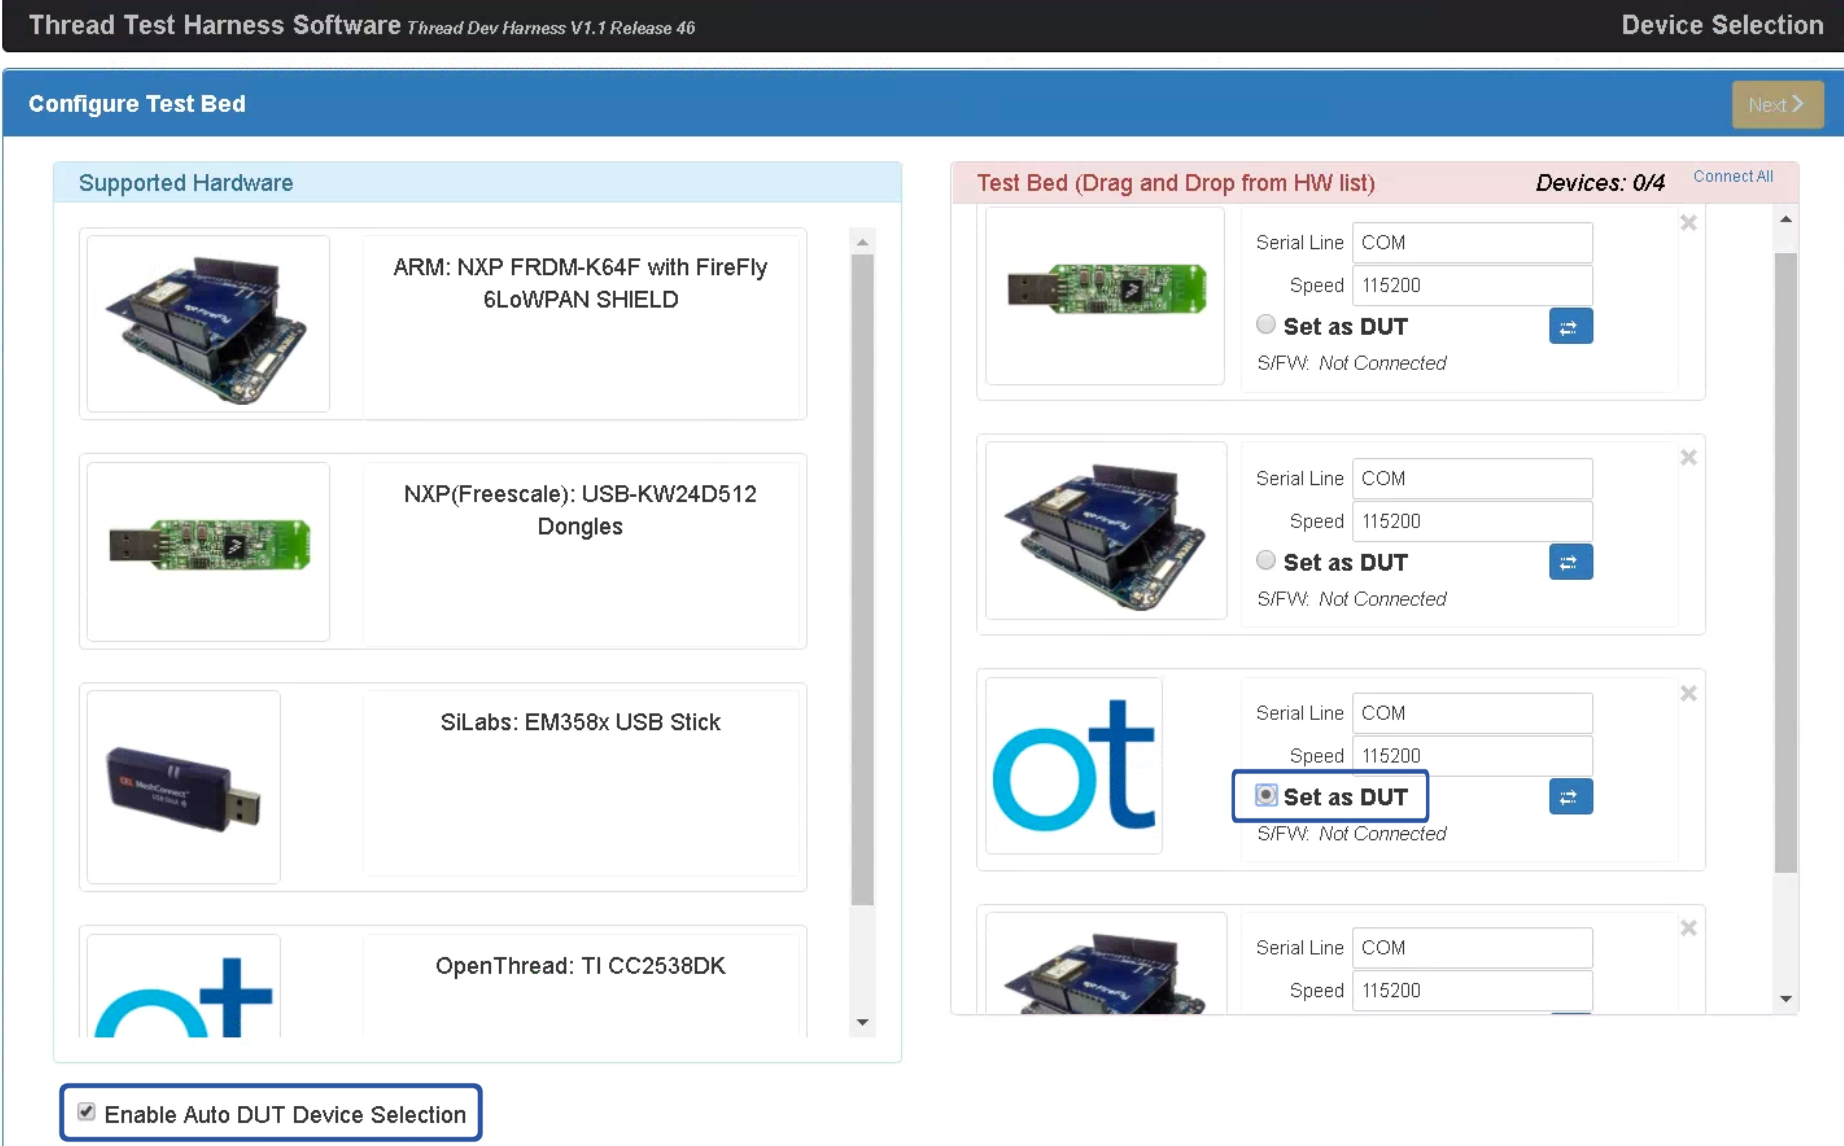 Thread Test Harness Software Thread Dev Harness V1.1 Release 46
Device Selection
Configure Test Bed
Next
Supported Hardware
ARM: NXP FRDM-K64F with FireFly
6LoWPAN SHIELD
NXP(Freescale): USB-KW24D512
Dongles
SiLabs: EM358x USB Stick
OpenThread: TI CC2538DK
Enable Auto DUT Device Selection
Test Bed (Drag and Drop from HW list)
Devices: 0/4
Connect All
Serial Line COM
Speed 115200
Set as DUT
S/FW: Not Connected
Serial Line COM
Speed 115200
Set as DUT
S/FW: Not Connected
ot
Serial Line COM
Speed 115200
Set as DUT
S/FW: Not Connected
Serial Line COM
Speed 115200